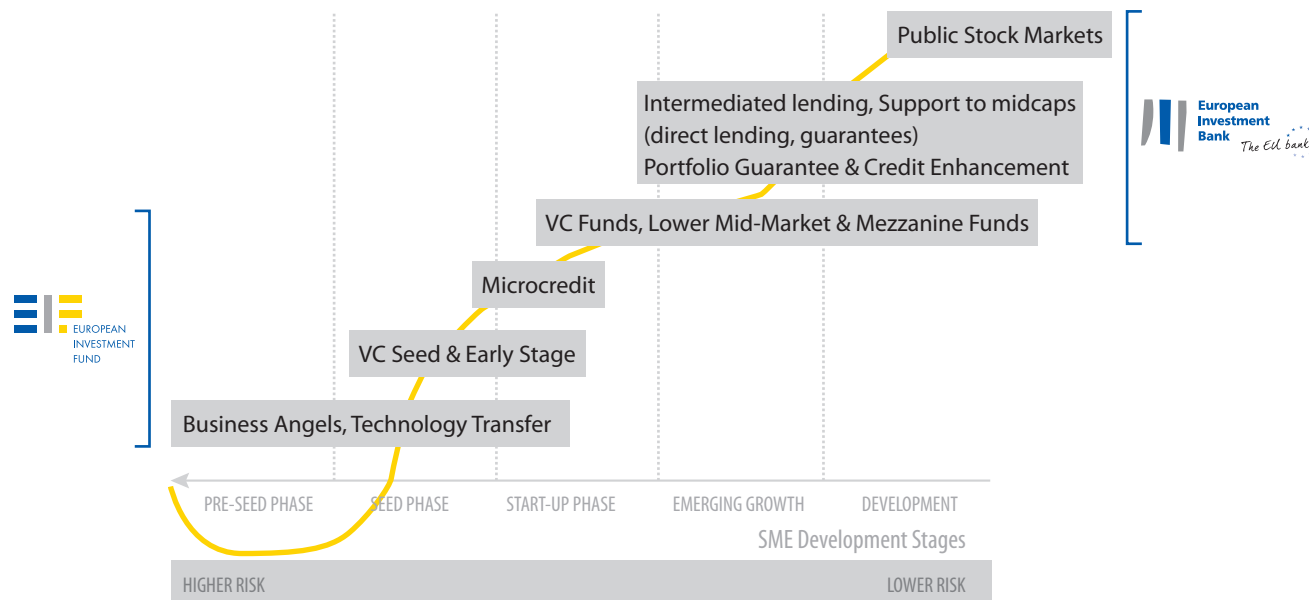 Public Stock Markets
Intermediated lending, Support to midcaps
(direct lending, guarantees)
Portfolio Guarantee & Credit Enhancement
European
Investment
Bank
The EU bank
VC Funds, Lower Mid-Market & Mezzanine Funds
Microcredit
EIF
EUROPEAN
INVESTMENT
FUND
VC Seed & Early Stage
Business Angels, Technology Transfer
PRE-SEED PHASE
SEED PHASE
START-UP PHASE
EMERGING GROWTH
DEVELOPMENT
SME Development Stages
HIGHER RISK
LOWER RISK